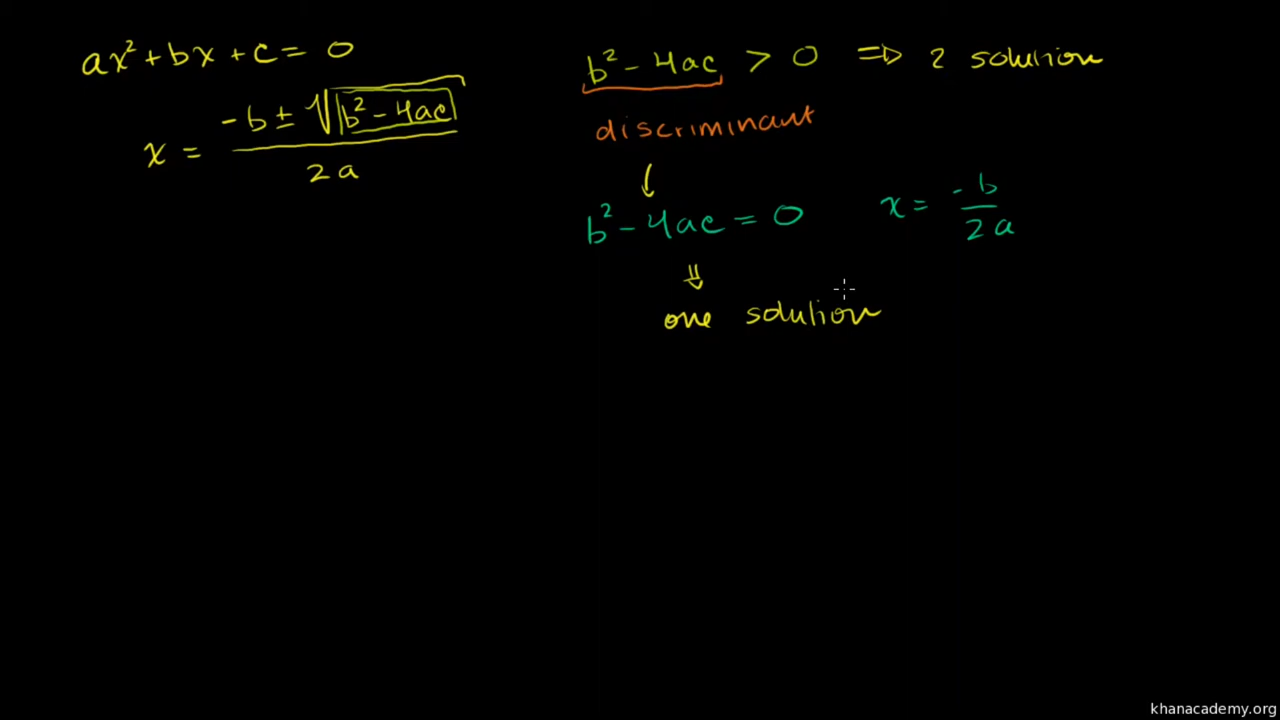 ax² + bx + c = 0
x = (-b ± √(b² - 4ac)) / 2a
b² - 4ac > 0 ⇒ 2 solution
discriminant
↓
b² - 4ac = 0 x = -b / 2a
⇓
one solution
khanacademy.org